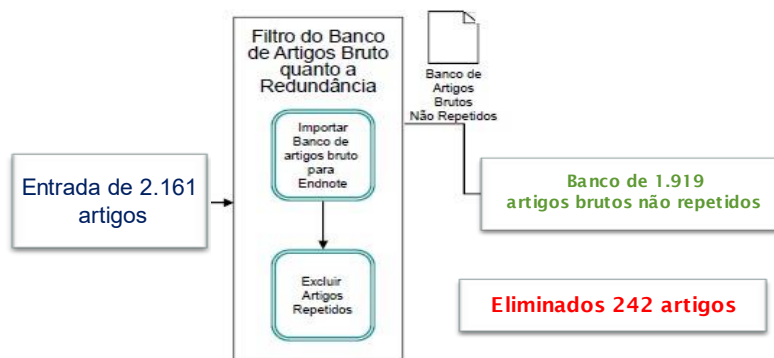 Filtro do Banco
de Artigos Bruto
quanto a
Redundância
Importar
Banco de
artigos bruto
para
Endnote
Excluir
Artigos
Repetidos
Banco de
Artigos
Brutos
Não Repetidos
Entrada de 2.161
artigos
Banco de 1.919
artigos brutos não repetidos
Eliminados 242 artigos